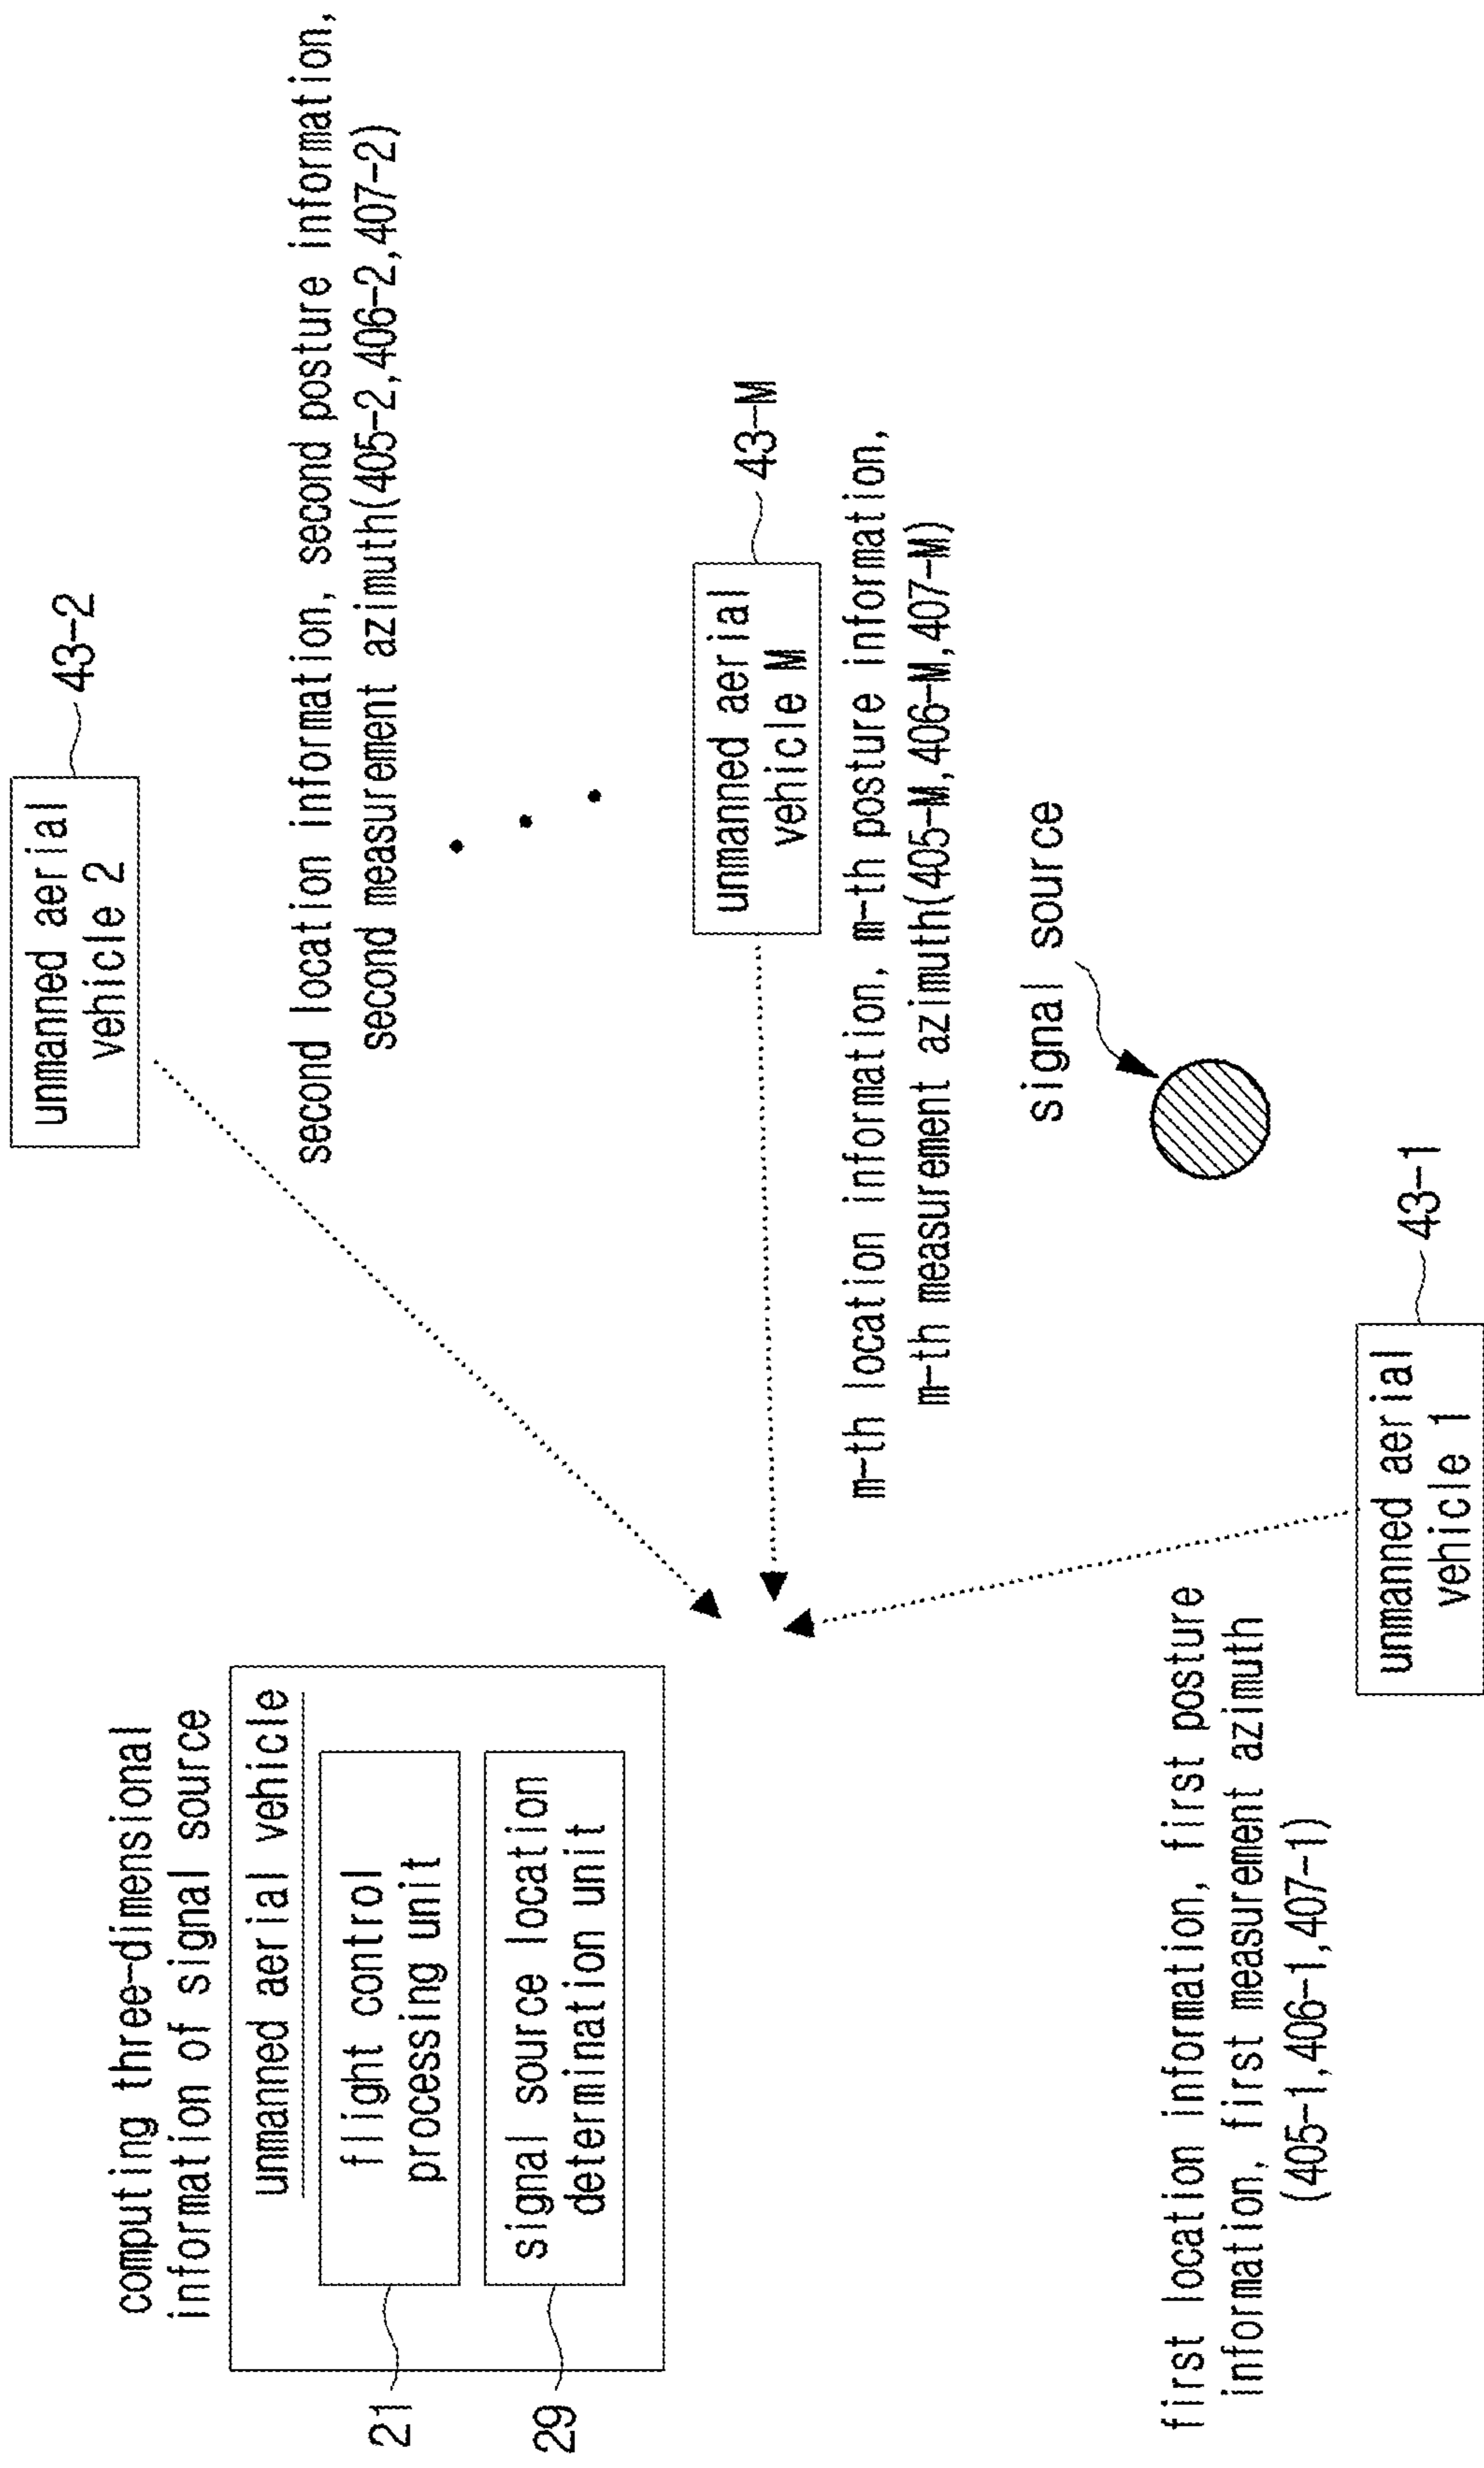 computing three-dimensional
information of signal source
unmanned aerial vehicle
flight control
processing unit
21
signal source location
determination unit
29
unmanned aerial
vehicle 2
43-2
second location information, second posture information,
second measurement azimuth(405-2,406-2,407-2)
unmanned aerial
vehicle M
43-M
m-th location information, m-th posture information,
m-th measurement azimuth(405-M,406-M,407-M)
signal source
first location information, first posture
information, first measurement azimuth
(405-1,406-1,407-1)
unmanned aerial
vehicle 1
43-1